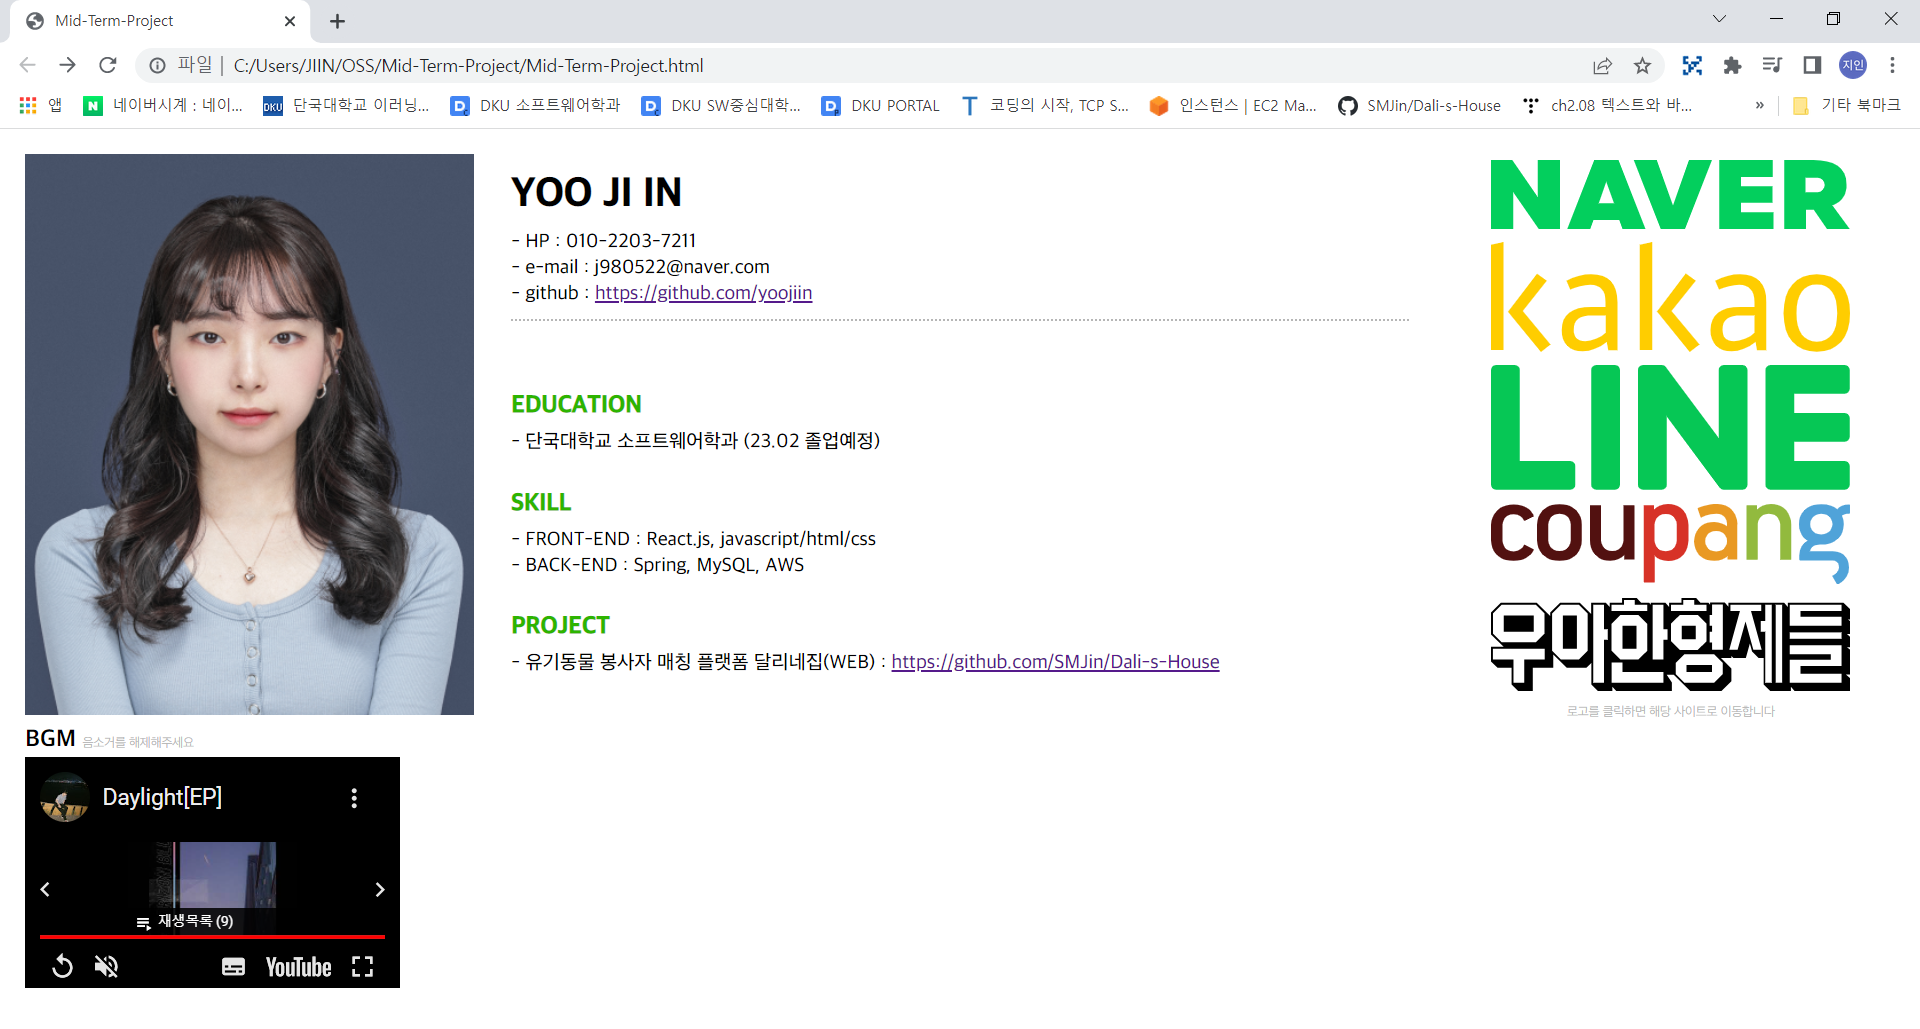 Mid-Term-Project
파일 | C:/Users/JIIN/OSS/Mid-Term-Project/Mid-Term-Project.html
지인
앱
네이버시계 : 네이...
DKU 단국대학교 이러닝...
DKU 소프트웨어학과
DKU SW중심대학...
DKU PORTAL
코딩의 시작, TCP S...
인스턴스 | EC2 Ma...
SMJin/Dali-s-House
ch2.08 텍스트와 바...
»
기타 북마크
YOO JI IN
- HP : 010-2203-7211
- e-mail : j980522@naver.com
- github : https://github.com/yoojiin
EDUCATION
- 단국대학교 소프트웨어학과 (23.02 졸업예정)
SKILL
- FRONT-END : React.js, javascript/html/css
- BACK-END : Spring, MySQL, AWS
PROJECT
- 유기동물 봉사자 매칭 플랫폼 달리네집(WEB) : https://github.com/SMJin/Dali-s-House
NAVER
kakao
LINE
coupang
우아한형제들
로고를 클릭하면 해당 사이트로 이동합니다
BGM 음소거를 해제해주세요
Daylight[EP]
재생목록 (9)
YouTube